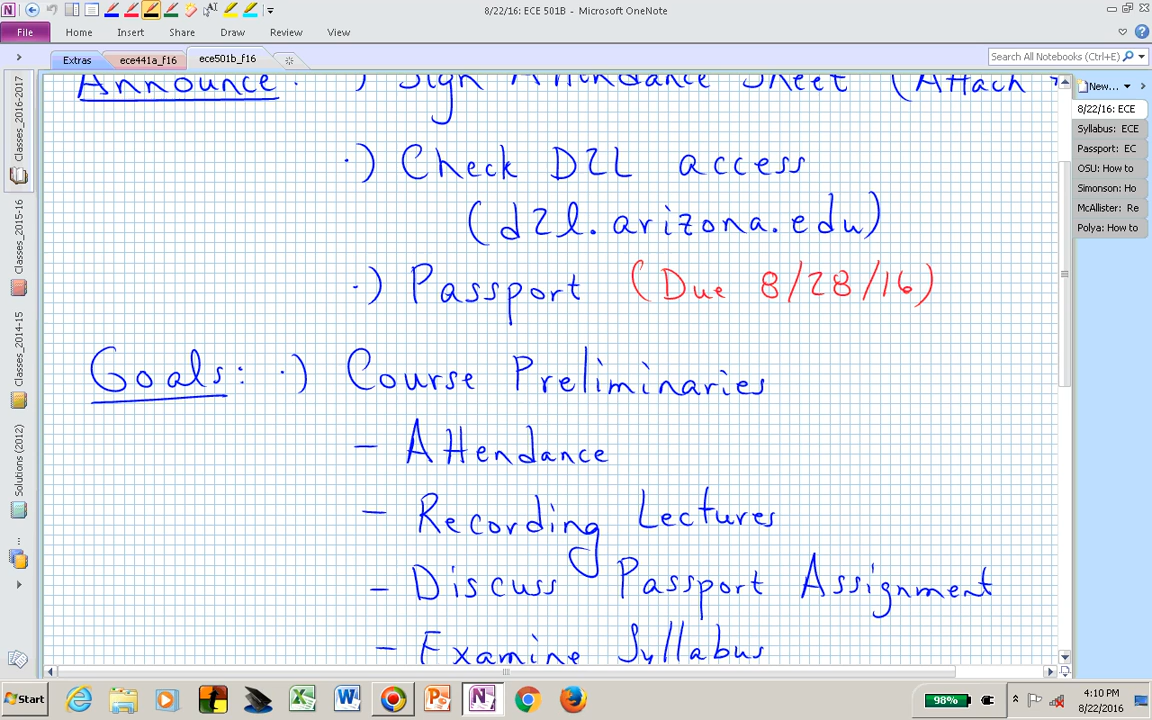 8/22/16: ECE 501B - Microsoft OneNote
File Home Insert Share Draw Review View
Extras ece441a_f16 ece501b_f16
Search All Notebooks (Ctrl+E)
New...
8/22/16: ECE
Syllabus: ECE
Passport: EC
OSU: How to
Simonson: Ho
McAllister: Re
Polya: How to
Classes_2016-2017
Classes_2015-16
Classes_2014-15
Solutions (2012)
Announce: ·) Sign Attendance Sheet (Attach
·) Check D2L access
(d2l.arizona.edu)
·) Passport (Due 8/28/16)
Goals: ·) Course Preliminaries
- Attendance
- Recording Lectures
- Discuss Passport Assignment
- Examine Syllabus
Start
98%
4:10 PM
8/22/2016